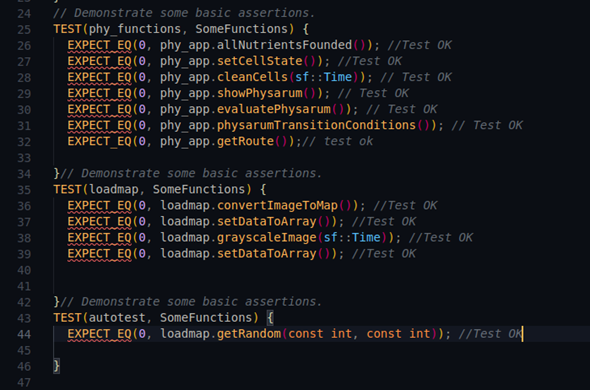 24 // Demonstrate some basic assertions.
25 TEST(phy_functions, SomeFunctions) {
26 EXPECT_EQ(0, phy_app.allNutrientsFounded()); //Test OK
27 EXPECT_EQ(0, phy_app.setCellState()); //Test OK
28 EXPECT_EQ(0, phy_app.cleanCells(sf::Time)); // Test OK
29 EXPECT_EQ(0, phy_app.showPhysarum()); // Test OK
30 EXPECT_EQ(0, phy_app.evaluatePhysarum()); // Test OK
31 EXPECT_EQ(0, phy_app.physarumTransitionConditions()); // Test OK
32 EXPECT_EQ(0, phy_app.getRoute());// test ok
33
34 }// Demonstrate some basic assertions.
35 TEST(loadmap, SomeFunctions) {
36 EXPECT_EQ(0, loadmap.convertImageToMap()); //Test OK
37 EXPECT_EQ(0, loadmap.setDataToArray()); //Test OK
38 EXPECT_EQ(0, loadmap.grayscaleImage(sf::Time)); //Test OK
39 EXPECT_EQ(0, loadmap.setDataToArray()); //Test OK
40
41
42 }// Demonstrate some basic assertions.
43 TEST(autotest, SomeFunctions) {
44 EXPECT_EQ(0, loadmap.getRandom(const int, const int)); //Test OK
45
46 }
47